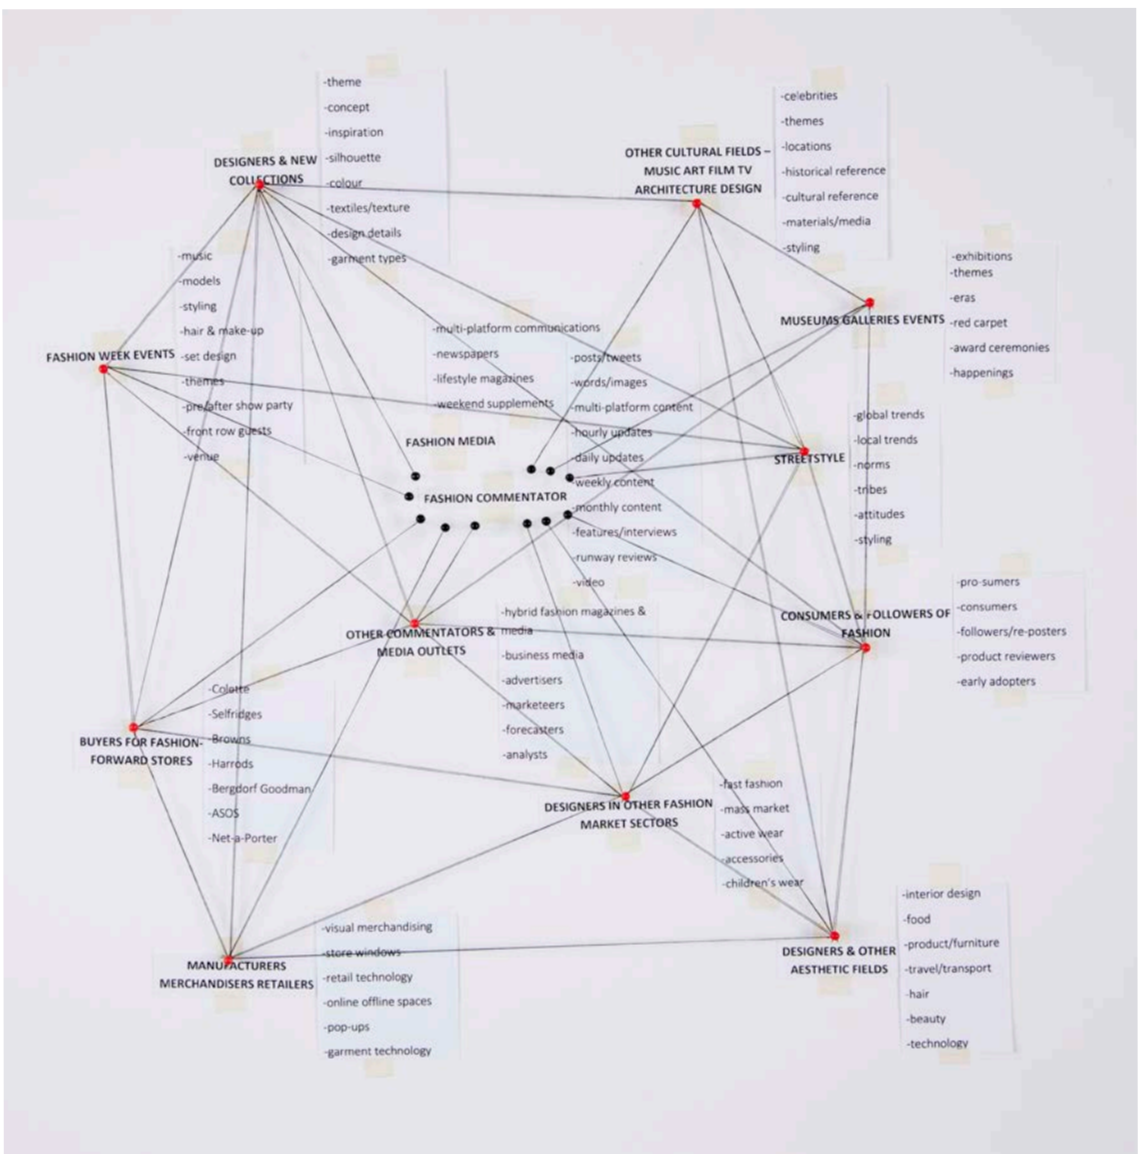 -theme
-concept
-inspiration
-silhouette
-colour
-textiles/texture
-design details
-garment types
DESIGNERS & NEW
COLLECTIONS
OTHER CULTURAL FIELDS –
MUSIC ART FILM TV
ARCHITECTURE DESIGN
-celebrities
-themes
-locations
-historical reference
-cultural reference
-materials/media
-styling
-music
-models
-styling
-hair & make-up
-set design
-themes
-pre/after show party
-front row guests
-venue
FASHION WEEK EVENTS
MUSEUMS GALLERIES EVENTS
-exhibitions
-themes
-eras
-red carpet
-award ceremonies
-happenings
-multi-platform communications
-newspapers
-lifestyle magazines
-weekend supplements
FASHION MEDIA
FASHION COMMENTATOR
-posts/tweets
-words/images
-multi-platform content
-hourly updates
-daily updates
-weekly content
-monthly content
-features/interviews
-runway reviews
-video
STREETSTYLE
-global trends
-local trends
-norms
-tribes
-attitudes
-styling
OTHER COMMENTATORS &
MEDIA OUTLETS
-hybrid fashion magazines &
media
-business media
-advertisers
-marketeers
-forecasters
-analysts
CONSUMERS & FOLLOWERS OF
FASHION
-pro-sumers
-consumers
-followers/re-posters
-product reviewers
-early adopters
BUYERS FOR FASHION-
FORWARD STORES
-Colette
-Selfridges
-Browns
-Harrods
-Bergdorf Goodman
-ASOS
-Net-a-Porter
DESIGNERS IN OTHER FASHION
MARKET SECTORS
-fast fashion
-mass market
-active wear
-accessories
-children's wear
MANUFACTURERS
MERCHANDISERS RETAILERS
-visual merchandising
-store windows
-retail technology
-online offline spaces
-pop-ups
-garment technology
DESIGNERS & OTHER
AESTHETIC FIELDS
-interior design
-food
-product/furniture
-travel/transport
-hair
-beauty
-technology